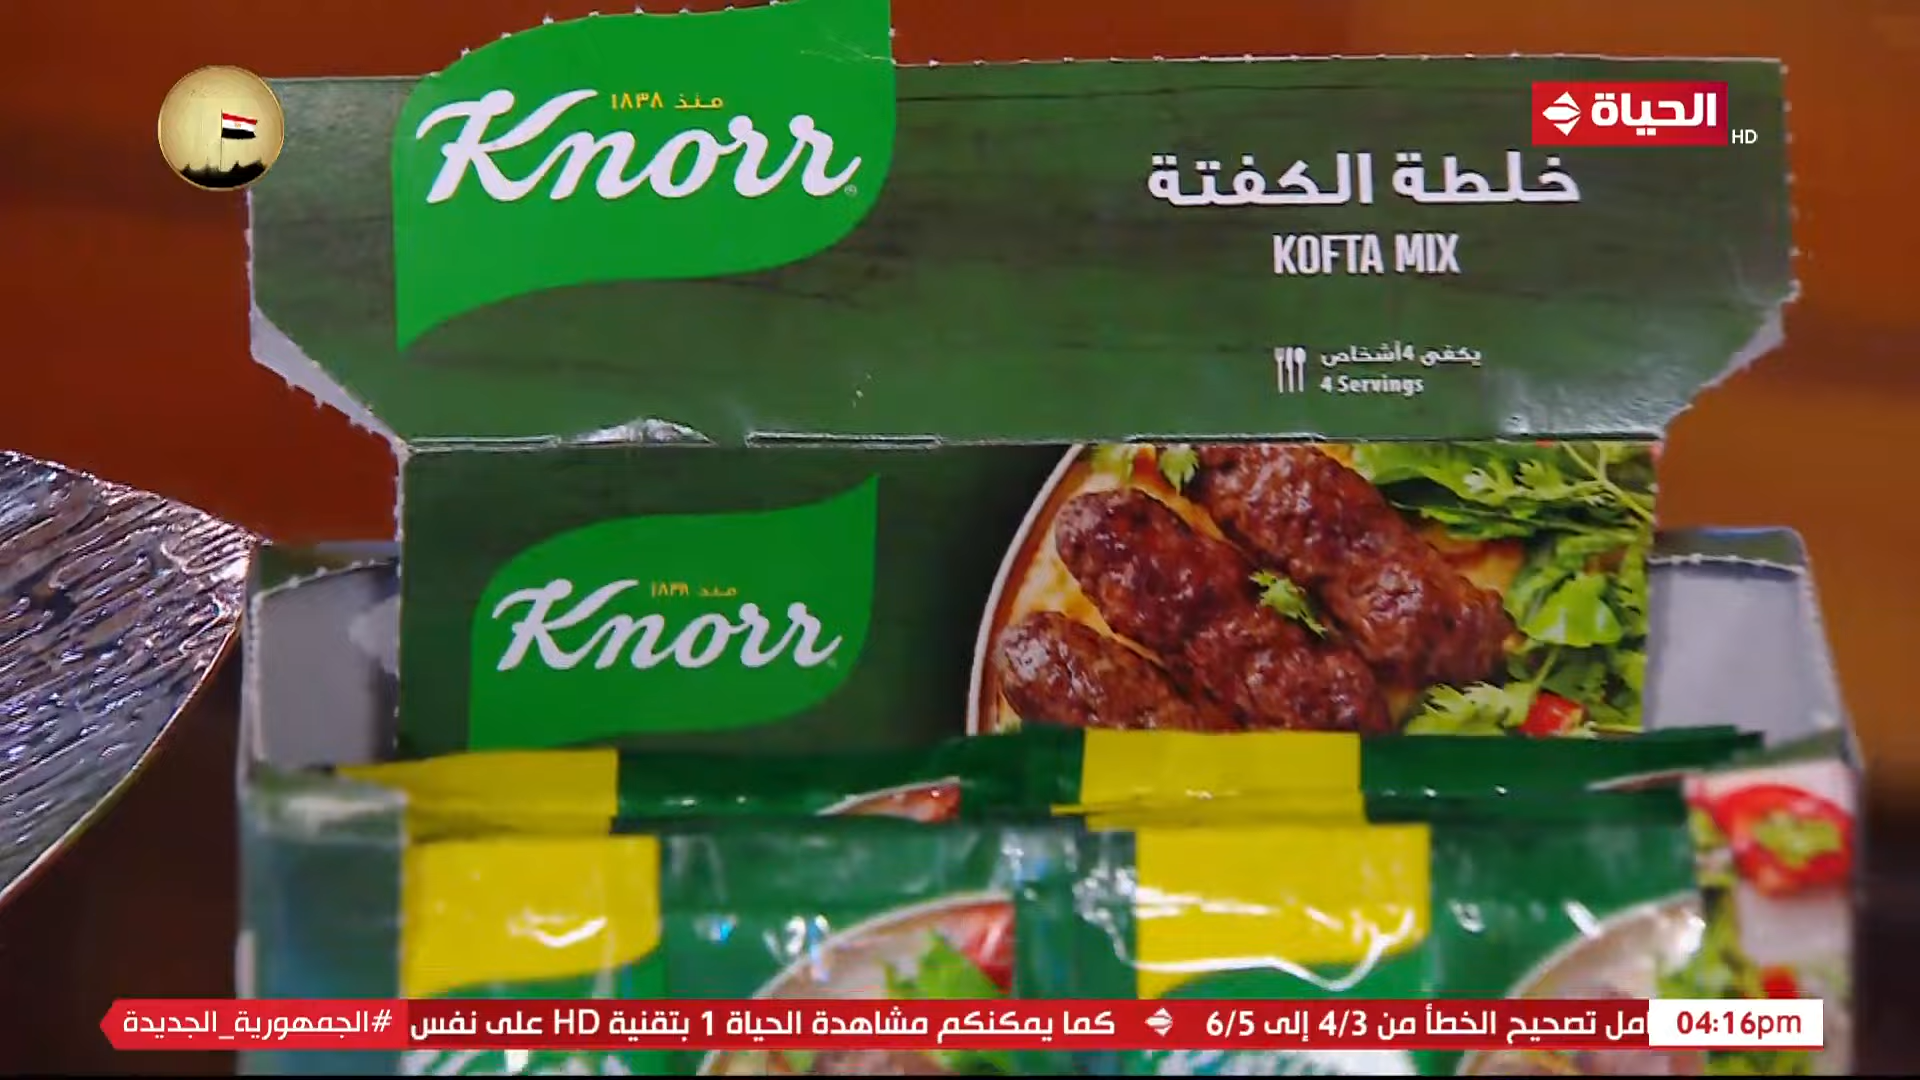 منذ ١٨٣٨
Knorr
الحياة
HD
خلطة الكفتة
KOFTA MIX
يكفي 4 أشخاص
4 Servings
منذ ١٨٣٨
Knorr
امل تصحيح الخطأ من 4/3 إلى 6/5
كما يمكنكم مشاهدة الحياة 1 بتقنية HD على نفس
#الجمهورية_الجديدة
04:16pm